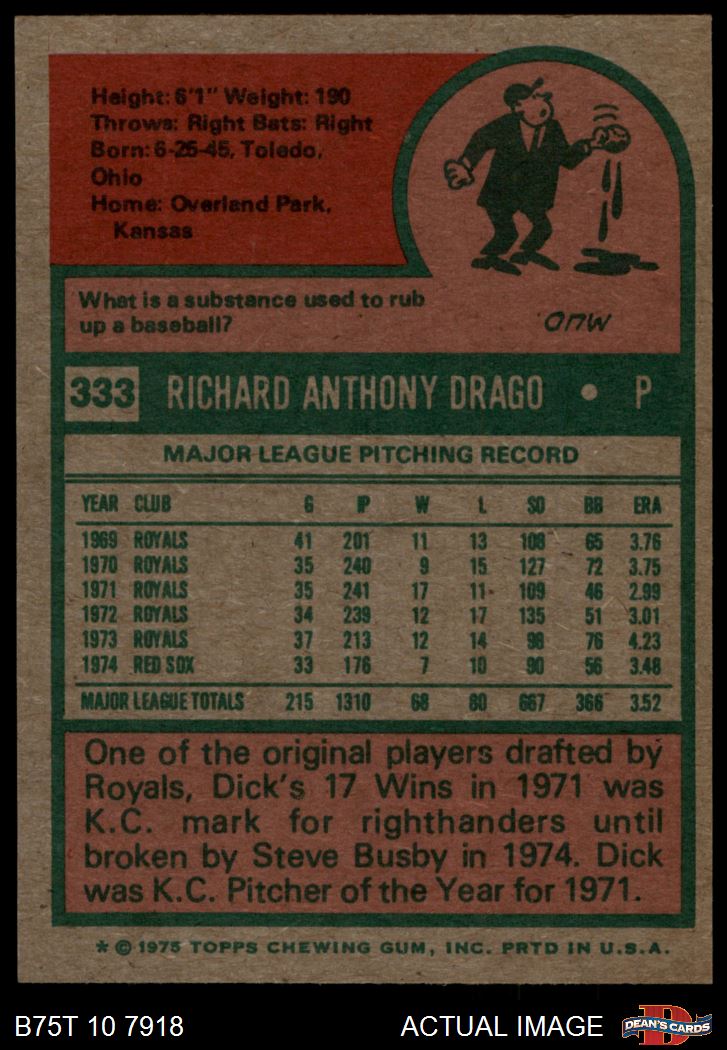 Height: 6'1" Weight: 190
Throws: Right Bats: Right
Born: 6-25-45, Toledo,
Ohio
Home: Overland Park,
Kansas
What is a substance used to rub
up a baseball?
MUD
333 RICHARD ANTHONY DRAGO • P
MAJOR LEAGUE PITCHING RECORD
YEAR CLUB G IP W L SO BB ERA
1969 ROYALS 41 201 11 13 108 65 3.76
1970 ROYALS 35 240 9 15 127 72 3.75
1971 ROYALS 35 241 17 11 109 46 2.99
1972 ROYALS 34 239 12 17 135 51 3.01
1973 ROYALS 37 213 12 14 98 76 4.23
1974 RED SOX 33 176 7 10 90 56 3.48
MAJOR LEAGUE TOTALS 215 1310 68 80 667 366 3.52
One of the original players drafted by
Royals, Dick's 17 Wins in 1971 was
K.C. mark for righthanders until
broken by Steve Busby in 1974. Dick
was K.C. Pitcher of the Year for 1971.
* © 1975 TOPPS CHEWING GUM, INC. PRTD IN U.S.A.
B75T 10 7918 ACTUAL IMAGE
D
DEAN'S CARDS